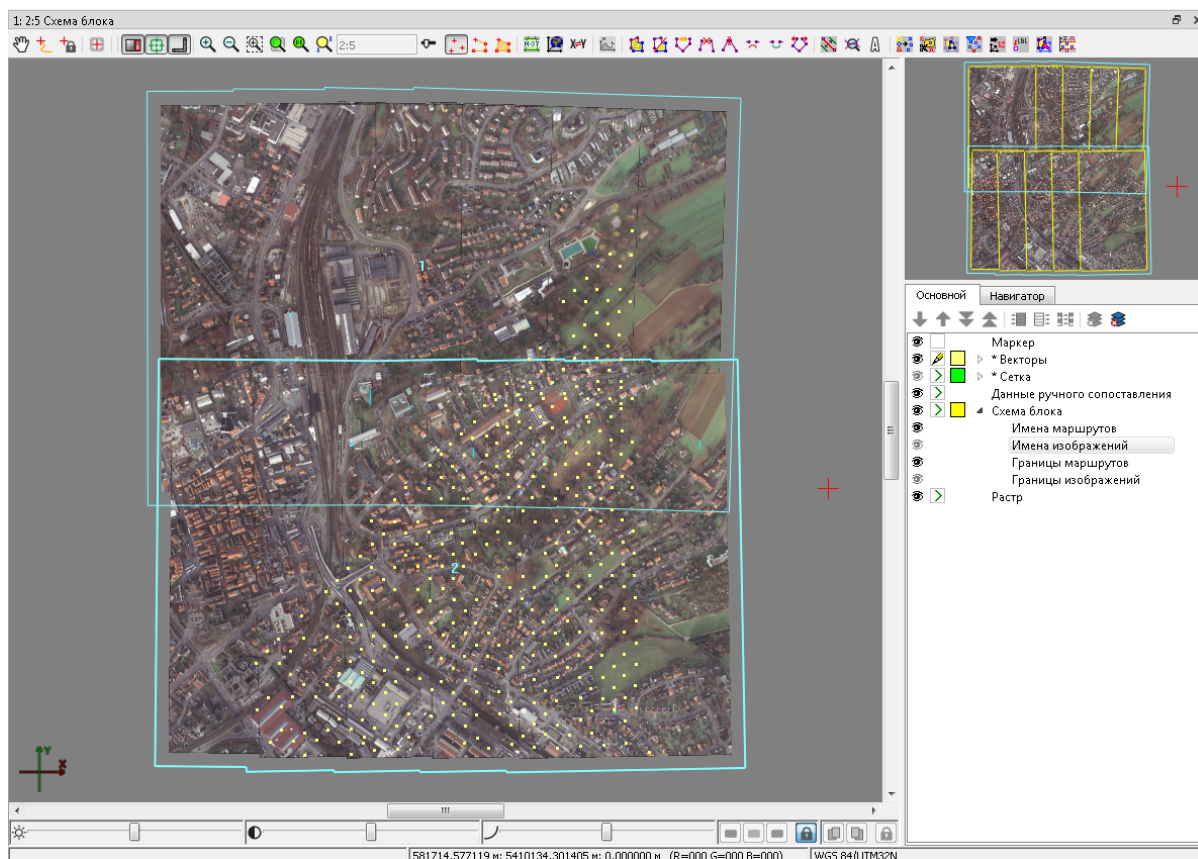 1: 2:5 Схема блока
2:5
N-3T
X=Y
LBL
1
2
Y
X
Основной
Навигатор
Маркер
* Векторы
* Сетка
Данные ручного сопоставления
Схема блока
Имена маршрутов
Имена изображений
Границы маршрутов
Границы изображений
Растр
581714.577119 м; 5410134.301405 м; 0.000000 м (R=000 G=000 B=000)
WGS 84/UTM32N